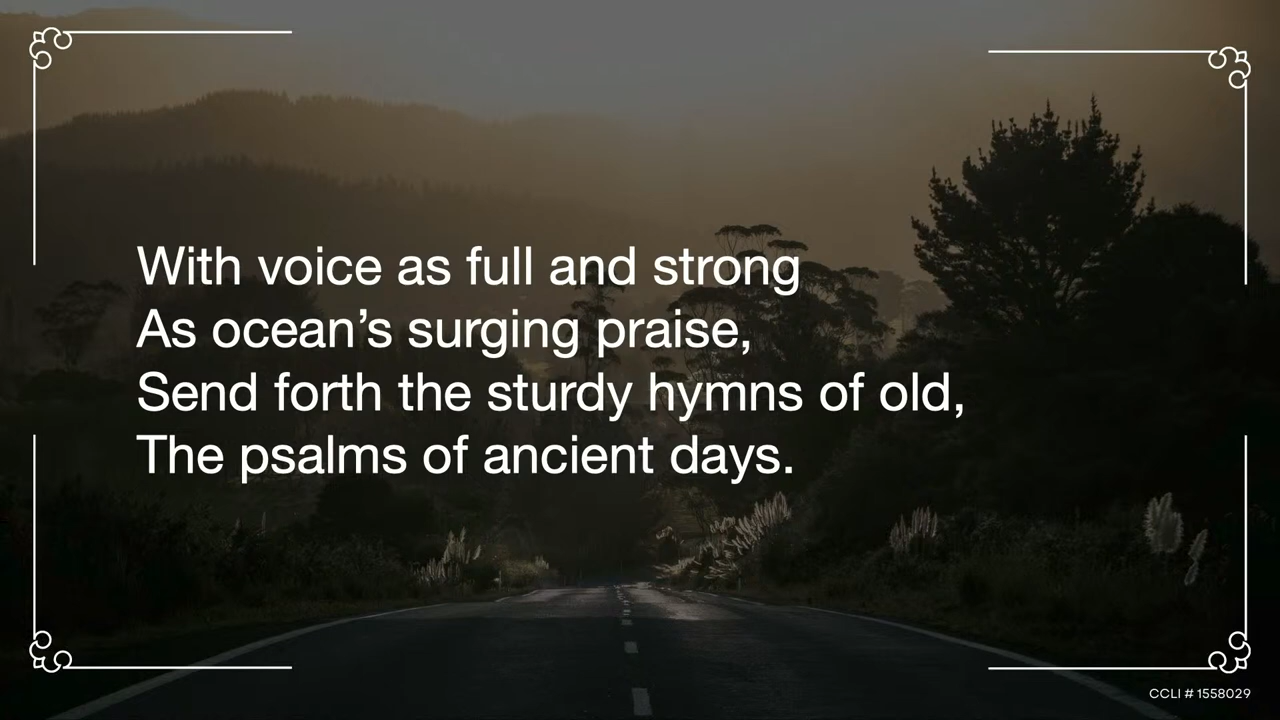 With voice as full and strong
As ocean’s surging praise,
Send forth the sturdy hymns of old,
The psalms of ancient days.
CCLI # 1558029